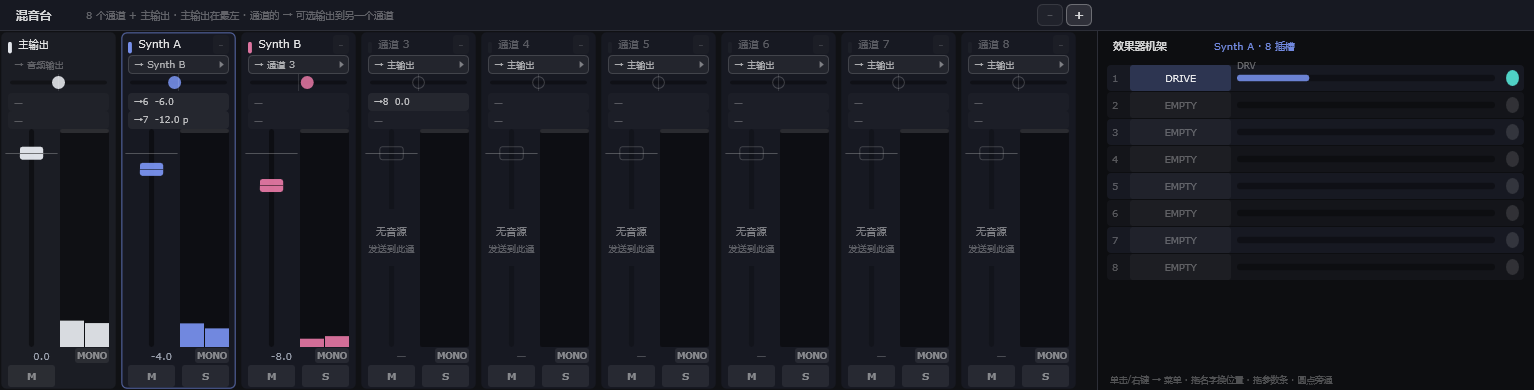 混音台
8 个通道 + 主输出 · 主输出在最左 · 通道的 → 可选输出到另一个通道
- +
主输出
→ 音频输出
0.0
MONO
M
Synth A -
→ Synth B
→6 -6.0
→7 -12.0 p
-4.0
MONO
M S
Synth B -
→ 通道 3
—
—
-8.0
MONO
M S
通道 3 -
→ 主输出
→8 0.0
—
无音源
发送到此通
—
MONO
M S
通道 4 -
→ 主输出
—
—
无音源
发送到此通
—
MONO
M S
通道 5 -
→ 主输出
—
—
无音源
发送到此通
—
MONO
M S
通道 6 -
→ 主输出
—
—
无音源
发送到此通
—
MONO
M S
通道 7 -
→ 主输出
—
—
无音源
发送到此通
—
MONO
M S
通道 8 -
→ 主输出
—
—
无音源
发送到此通
—
MONO
M S
效果器机架 Synth A · 8 插槽
DRV
1 DRIVE
2 EMPTY
3 EMPTY
4 EMPTY
5 EMPTY
6 EMPTY
7 EMPTY
8 EMPTY
单击/右键 → 菜单 · 拖名字换位置 · 拖参数条 · 圆点旁通